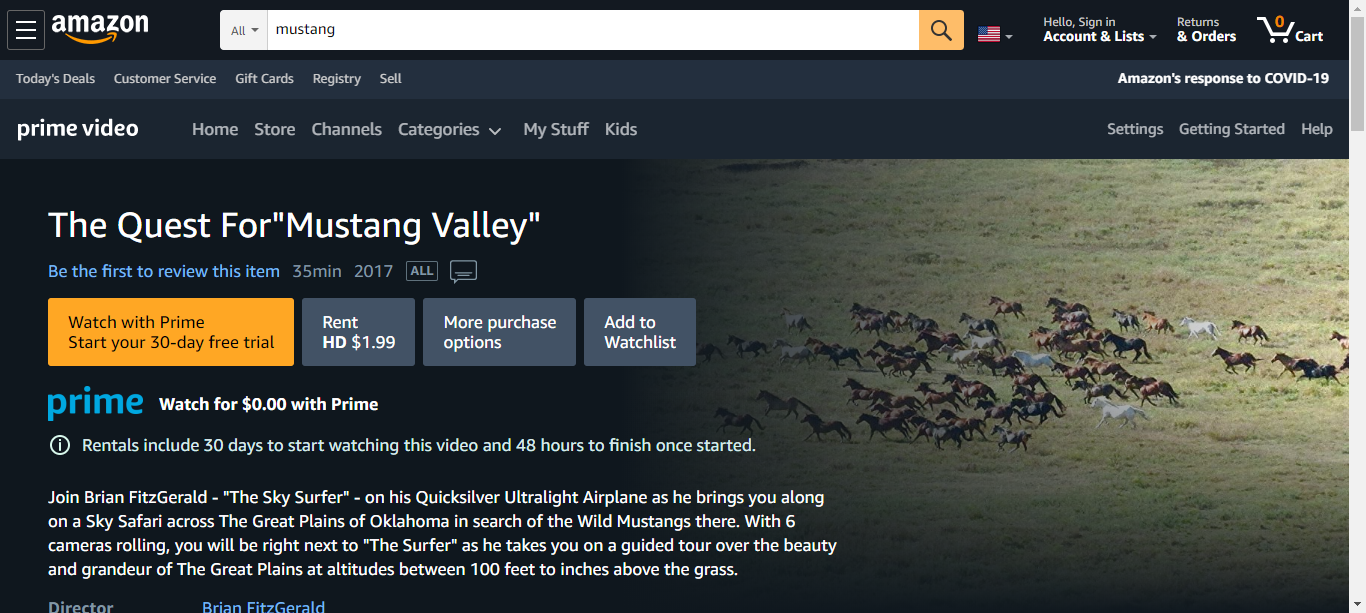 amazon
All
mustang
Hello, Sign in
Account & Lists
Returns
& Orders
0
Cart
Today's Deals Customer Service Gift Cards Registry Sell
Amazon's response to COVID-19
prime video
Home Store Channels Categories My Stuff Kids
Settings Getting Started Help
The Quest For"Mustang Valley"
Be the first to review this item 35min 2017 ALL
Watch with Prime
Start your 30-day free trial
Rent
HD $1.99
More purchase
options
Add to
Watchlist
prime Watch for $0.00 with Prime
Rentals include 30 days to start watching this video and 48 hours to finish once started.
Join Brian FitzGerald - "The Sky Surfer" - on his Quicksilver Ultralight Airplane as he brings you along
on a Sky Safari across The Great Plains of Oklahoma in search of the Wild Mustangs there. With 6
cameras rolling, you will be right next to "The Surfer" as he takes you on a guided tour over the beauty
and grandeur of The Great Plains at altitudes between 100 feet to inches above the grass.
Director Brian FitzGerald